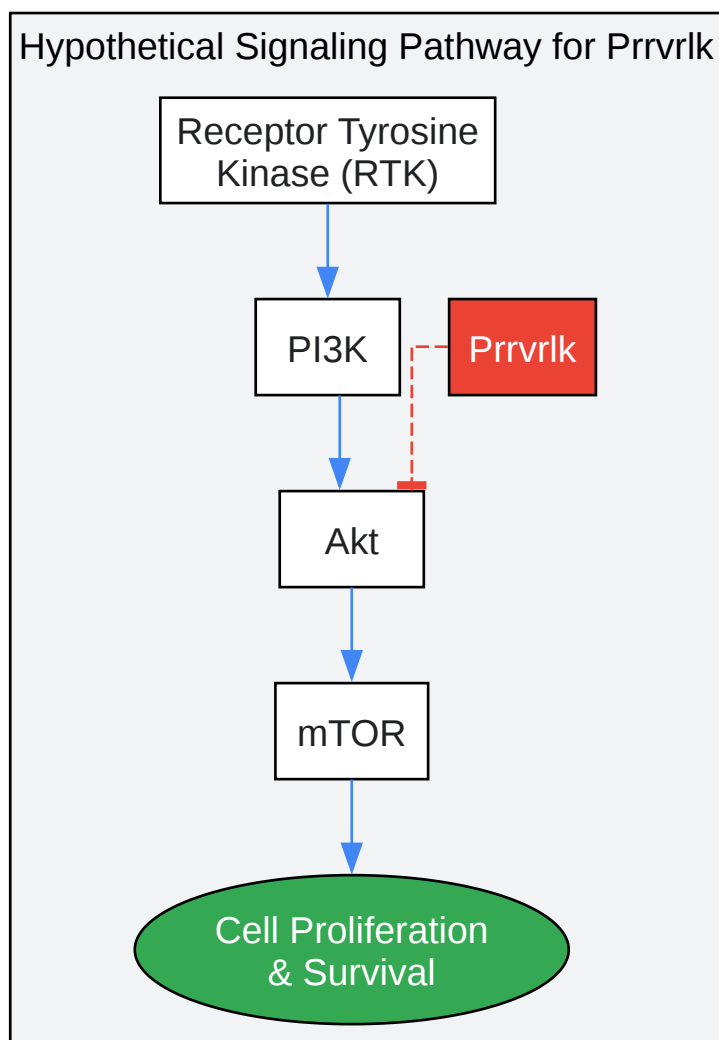 Hypothetical Signaling Pathway for Prrvrlk
Receptor Tyrosine
Kinase (RTK)
PI3K
Prrvrlk
Akt
mTOR
Cell Proliferation
& Survival